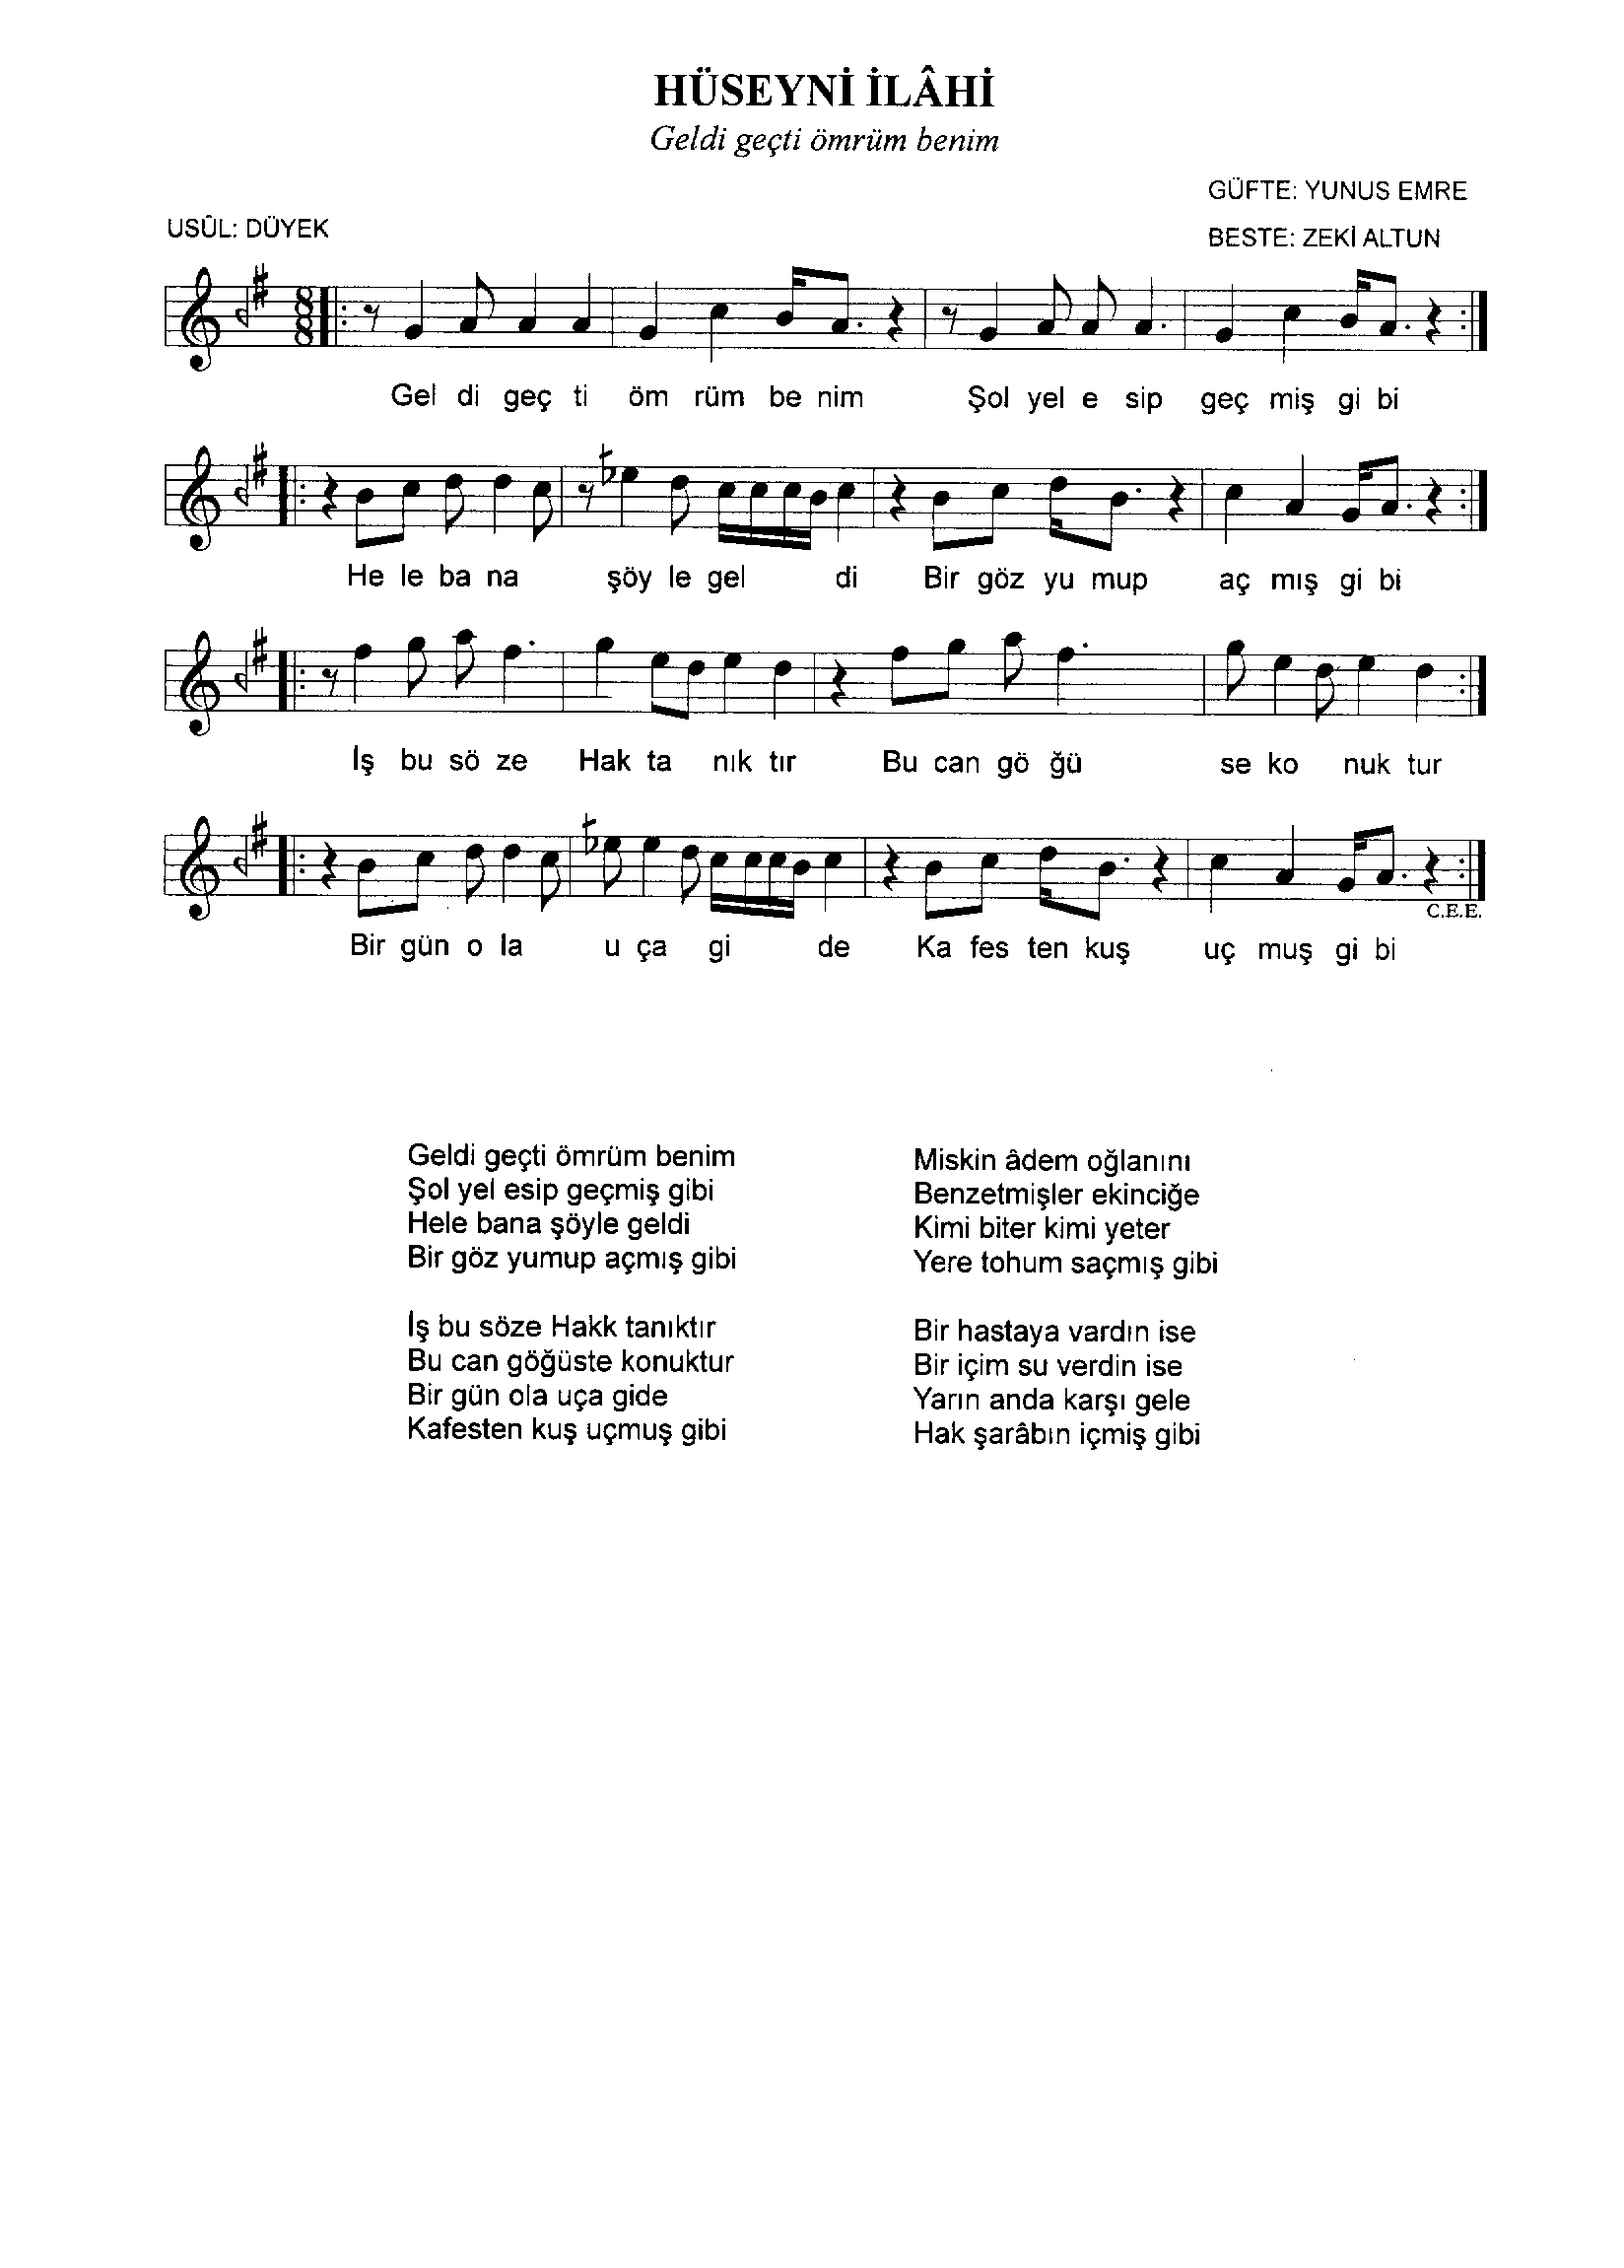 HÜSEYNİ İLÂHİ
Geldi geçti ömrüm benim
GÜFTE: YUNUS EMRE
USÛL: DÜYEK
BESTE: ZEKİ ALTUN
8
8
Gel di geç ti öm rüm be nim Şol yel e sip geç miş gi bi
He le ba na şöy le gel di Bir göz yu mup aç mış gi bi
İş bu sö ze Hak ta nık tır Bu can gö ğü se ko nuk tur
C.E.E.
Bir gün o la u ça gi de Ka fes ten kuş uç muş gi bi
Geldi geçti ömrüm benim
Şol yel esip geçmiş gibi
Hele bana şöyle geldi
Bir göz yumup açmış gibi
İş bu söze Hakk tanıktır
Bu can göğüste konuktur
Bir gün ola uça gide
Kafesten kuş uçmuş gibi
Miskin âdem oğlanını
Benzetmişler ekinciğe
Kimi biter kimi yeter
Yere tohum saçmış gibi
Bir hastaya vardın ise
Bir içim su verdin ise
Yarın anda karşı gele
Hak şarâbın içmiş gibi